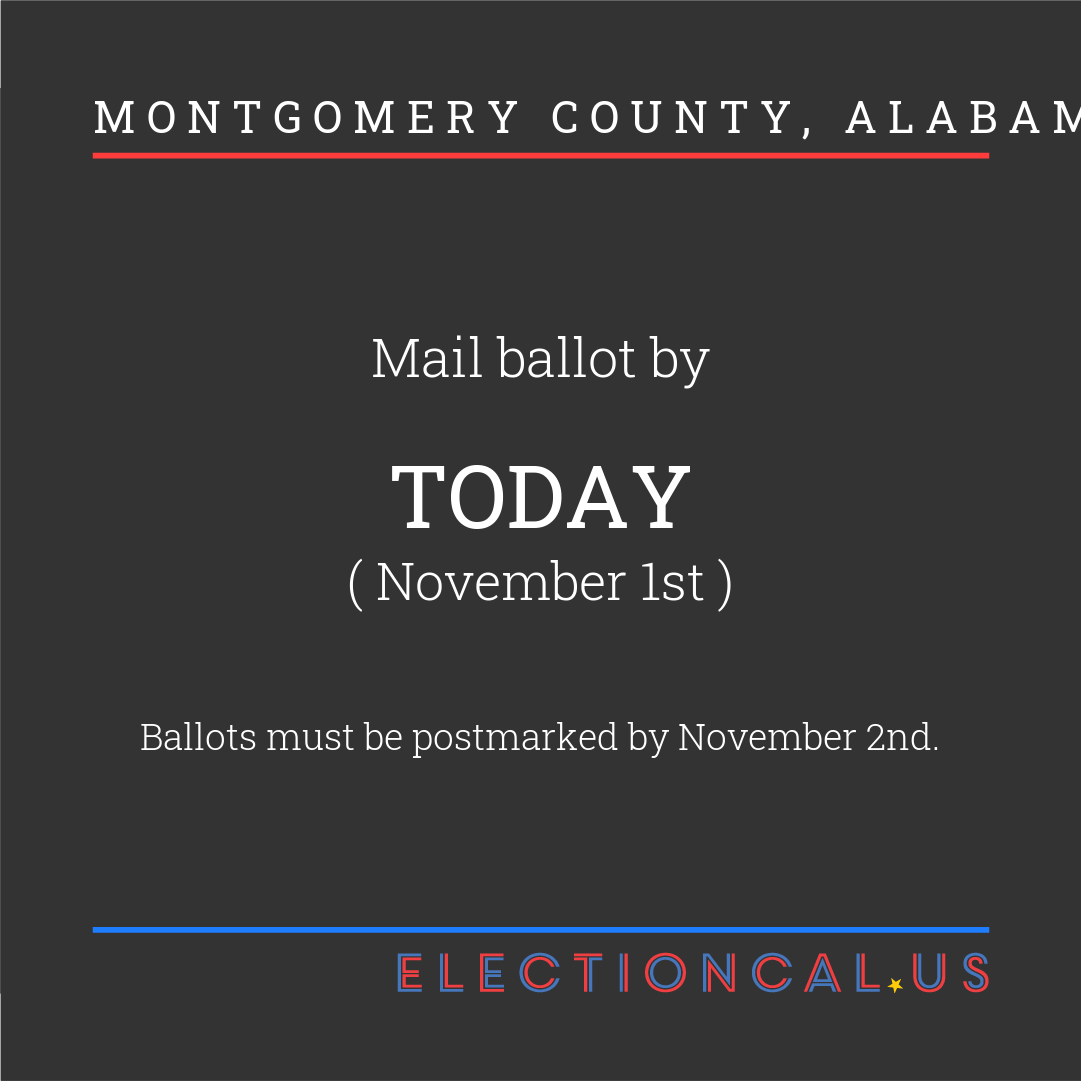 MONTGOMERY COUNTY, ALABAM
Mail ballot by
TODAY
( November 1st )
Ballots must be postmarked by November 2nd.
ELECTIONCAL.US